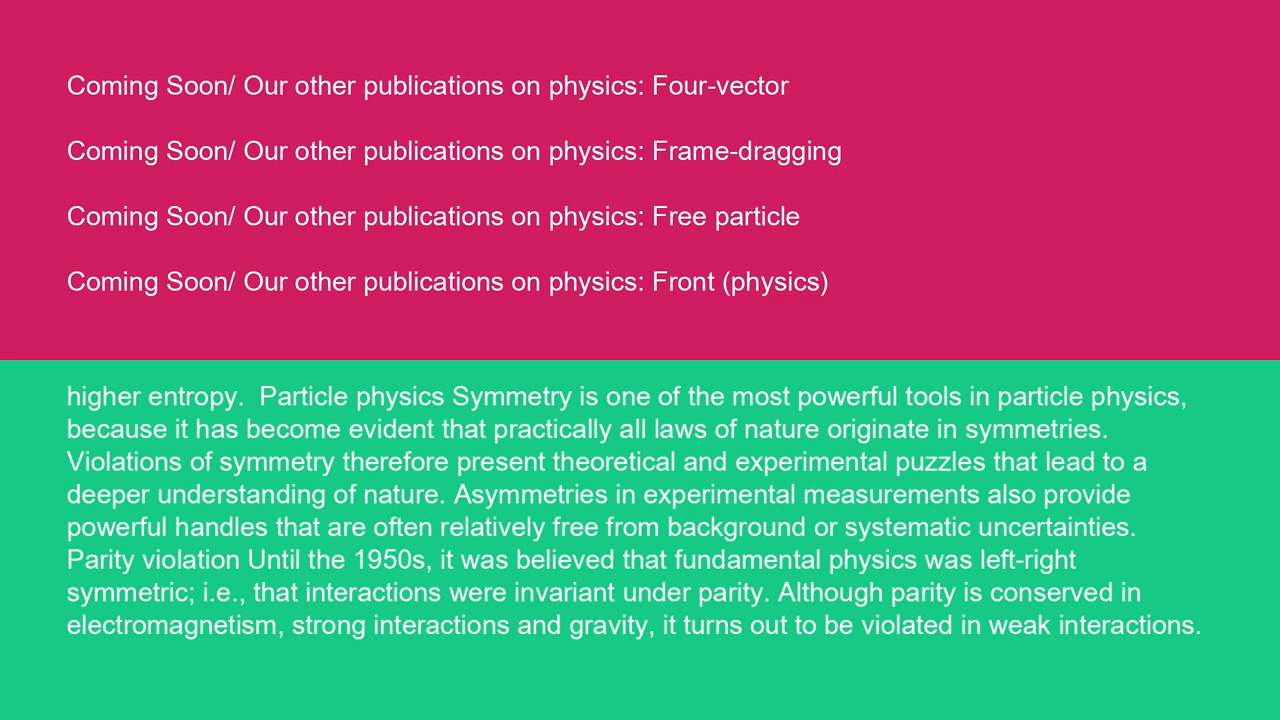 Coming Soon/ Our other publications on physics: Four-vector
Coming Soon/ Our other publications on physics: Frame-dragging
Coming Soon/ Our other publications on physics: Free particle
Coming Soon/ Our other publications on physics: Front (physics)
higher entropy.  Particle physics Symmetry is one of the most powerful tools in particle physics,
because it has become evident that practically all laws of nature originate in symmetries.
Violations of symmetry therefore present theoretical and experimental puzzles that lead to a
deeper understanding of nature. Asymmetries in experimental measurements also provide
powerful handles that are often relatively free from background or systematic uncertainties.
Parity violation Until the 1950s, it was believed that fundamental physics was left-right
symmetric; i.e., that interactions were invariant under parity. Although parity is conserved in
electromagnetism, strong interactions and gravity, it turns out to be violated in weak interactions.